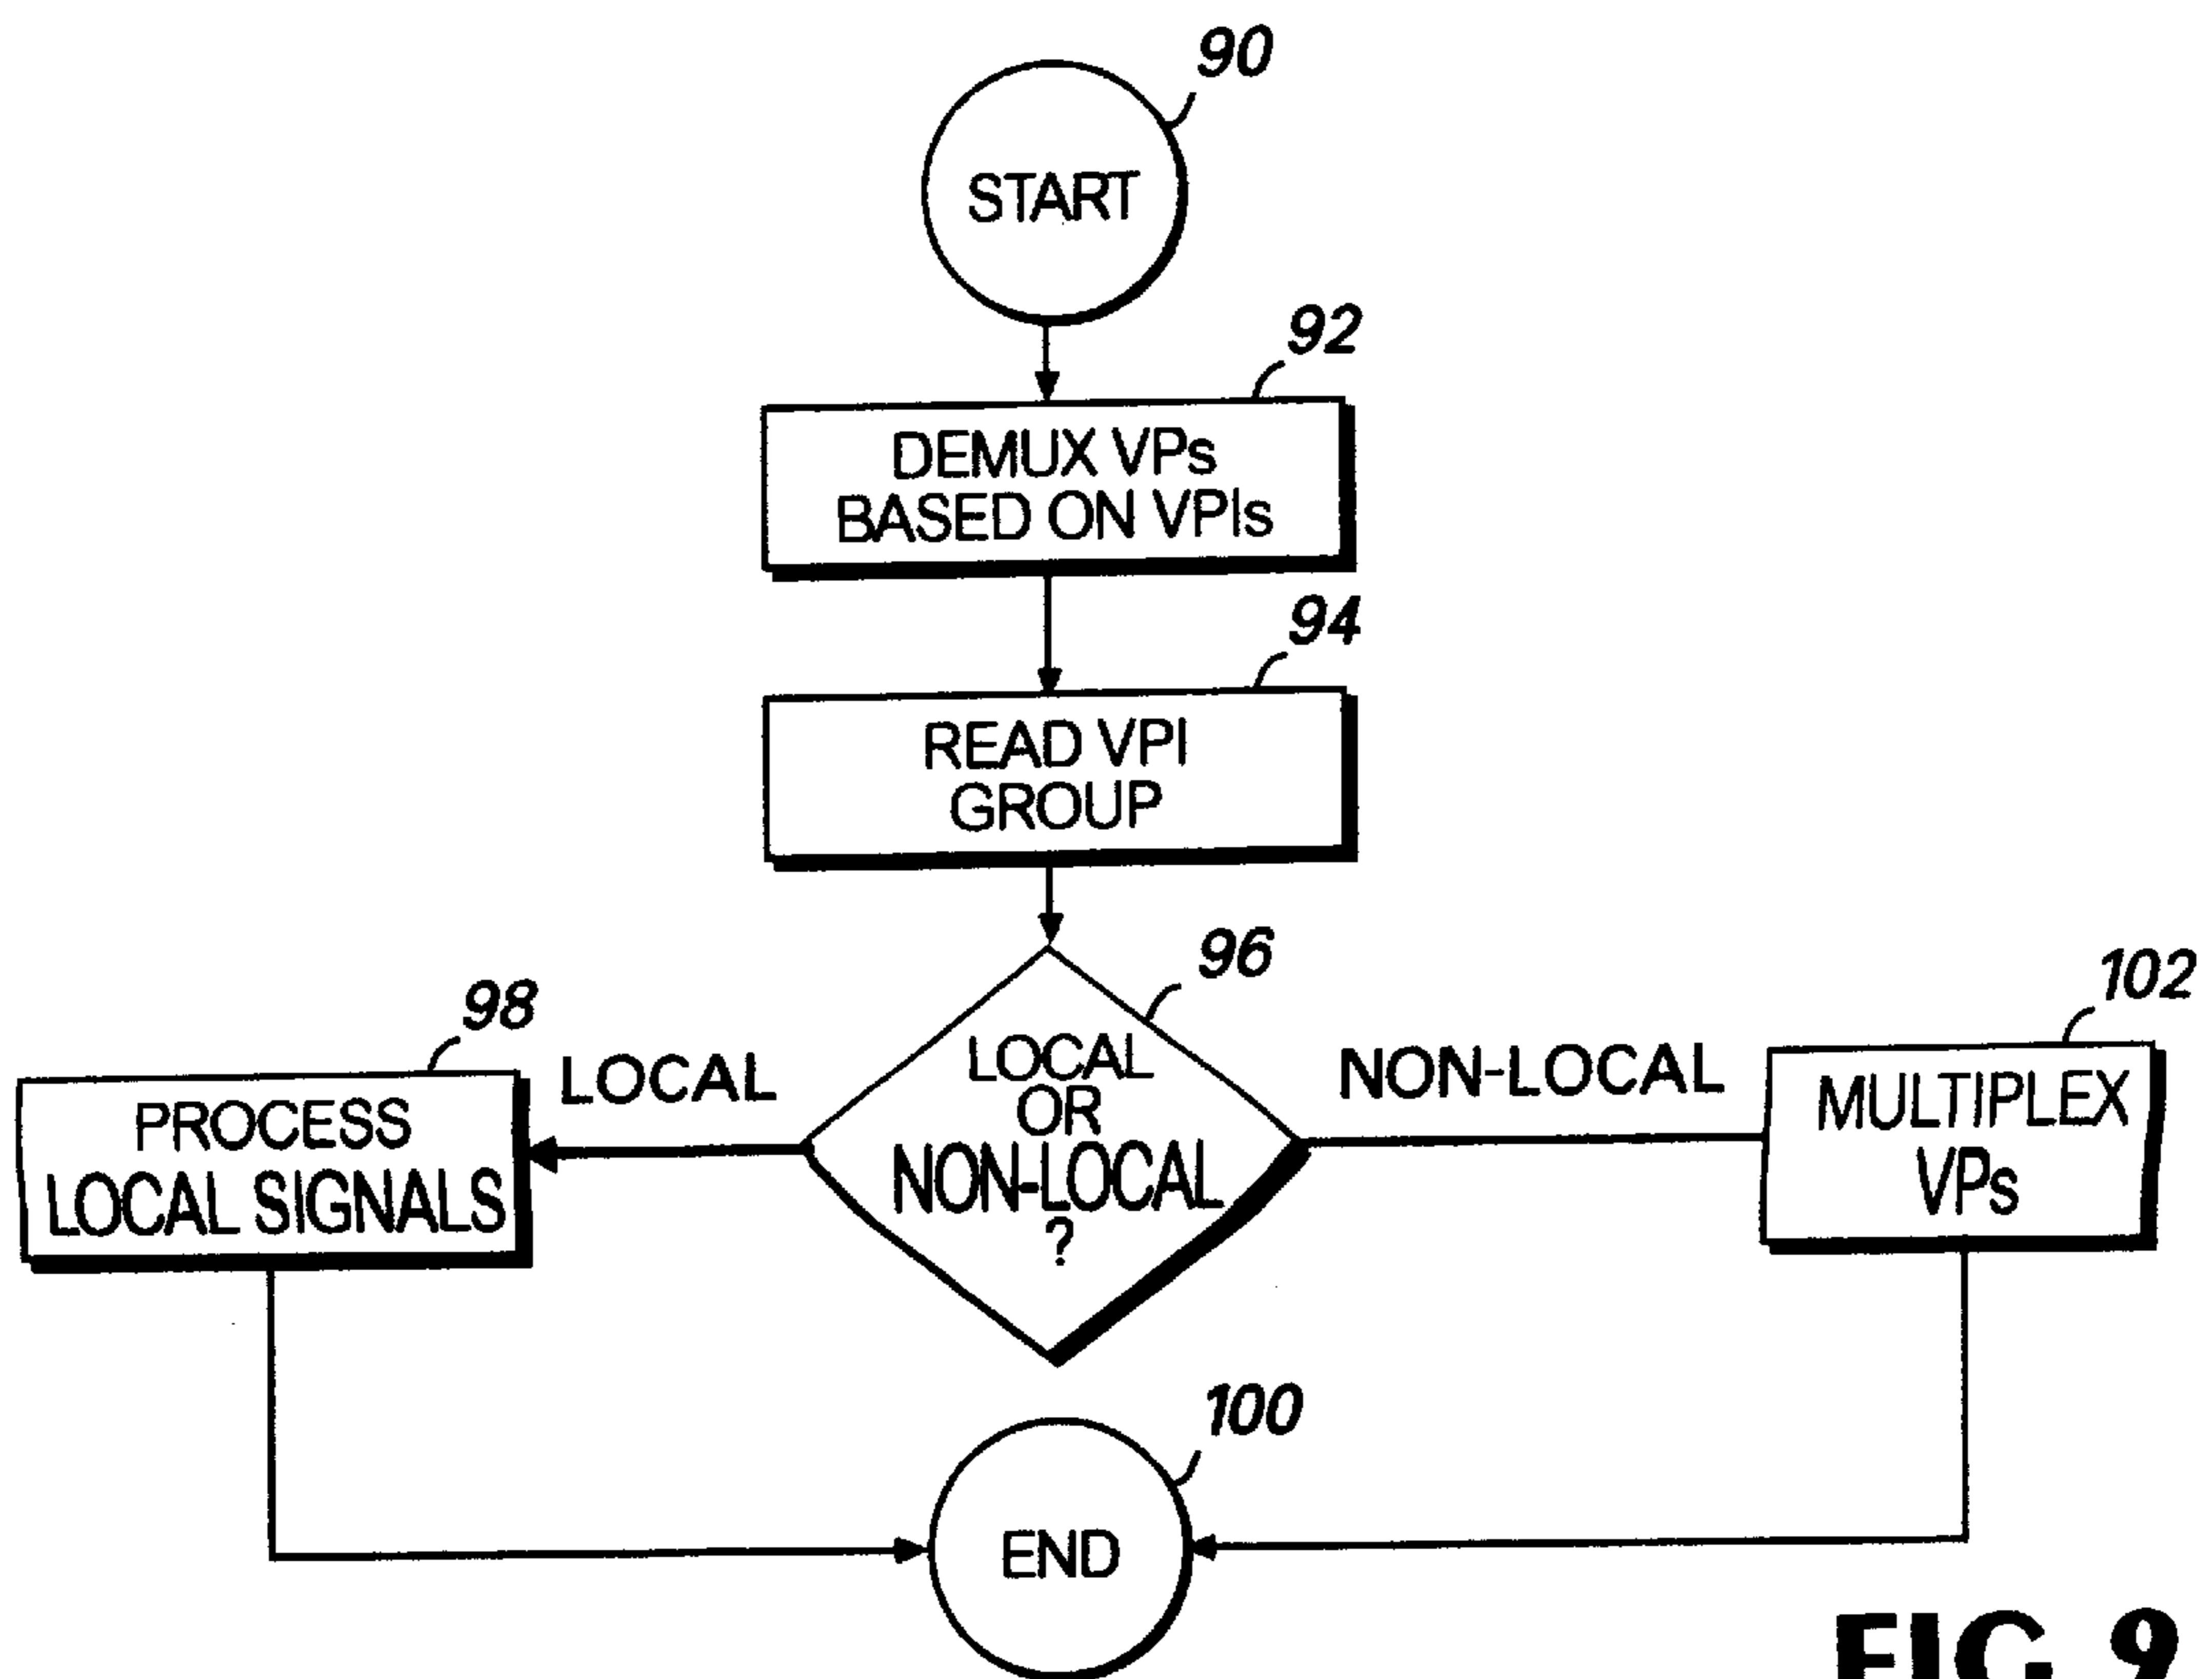 90
START
92
DEMUX VPs
BASED ON VPIs
94
READ VPI
GROUP
96
LOCAL
OR
NON-LOCAL
?
98
LOCAL
PROCESS
LOCAL SIGNALS
NON-LOCAL
102
MULTIPLEX
VPs
100
END
FIG 9